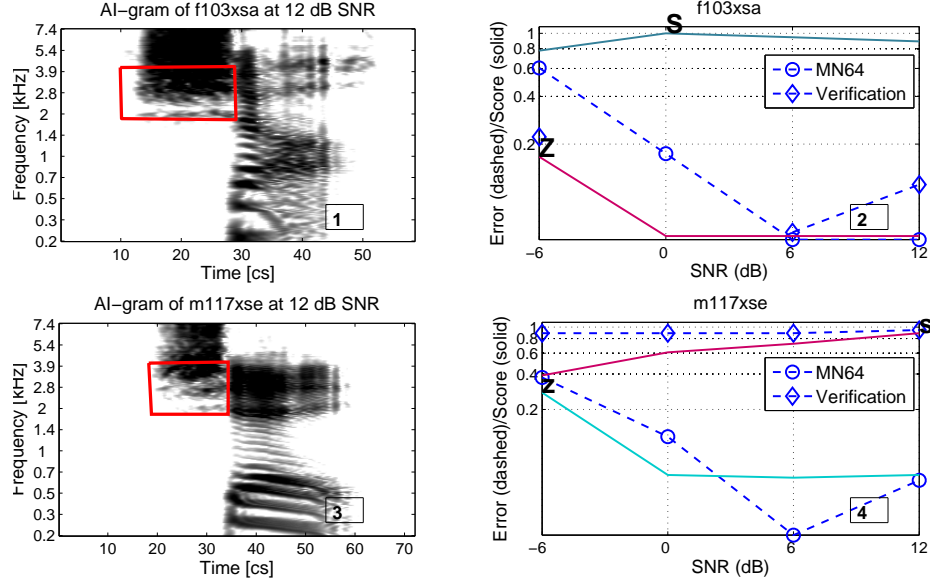 AI-gram of f103xsa at 12 dB SNR
7.4
5.4
3.9
2.8
2
1.4
1
0.7
0.5
0.3
0.2
Frequency [kHz]
10 20 30 40 50
Time [cs]
1
f103xsa
1
0.8
0.6
0.4
0.2
Error (dashed)/Score (solid)
S
Z
MN64
Verification
2
−6 0 6 12
SNR (dB)
AI-gram of m117xse at 12 dB SNR
7.4
5.4
3.9
2.8
2
1.4
1
0.7
0.5
0.3
0.2
Frequency [kHz]
10 20 30 40 50 60 70
Time [cs]
3
m117xse
1
0.8
0.6
0.4
0.2
Error (dashed)/Score (solid)
S
Z
MN64
Verification
4
−6 0 6 12
SNR (dB)